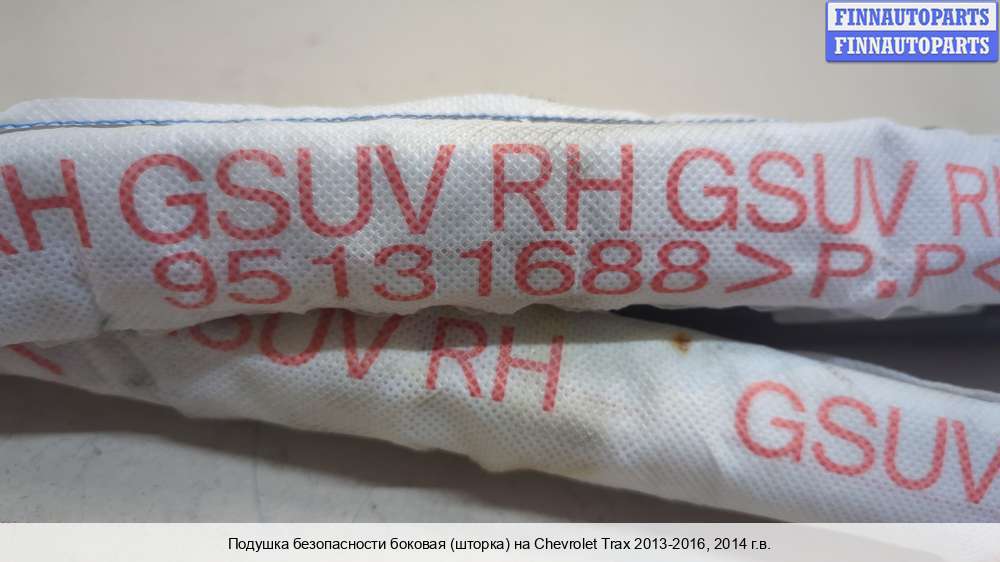 FINNAUTOPARTS
FINNAUTOPARTS
RH GSUV RH GSUV RH
95131688 >P.P<
GSUV RH
GSUV
Подушка безопасности боковая (шторка) на Chevrolet Trax 2013-2016, 2014 г.в.